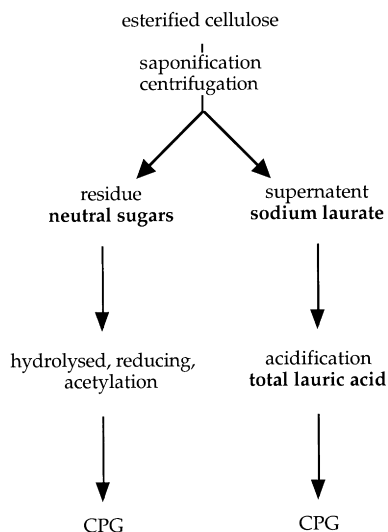 esterified cellulose
saponification
centrifugation
residue
neutral sugars
supernatent
sodium laurate
hydrolysed, reducing,
acetylation
acidification
total lauric acid
CPG
CPG